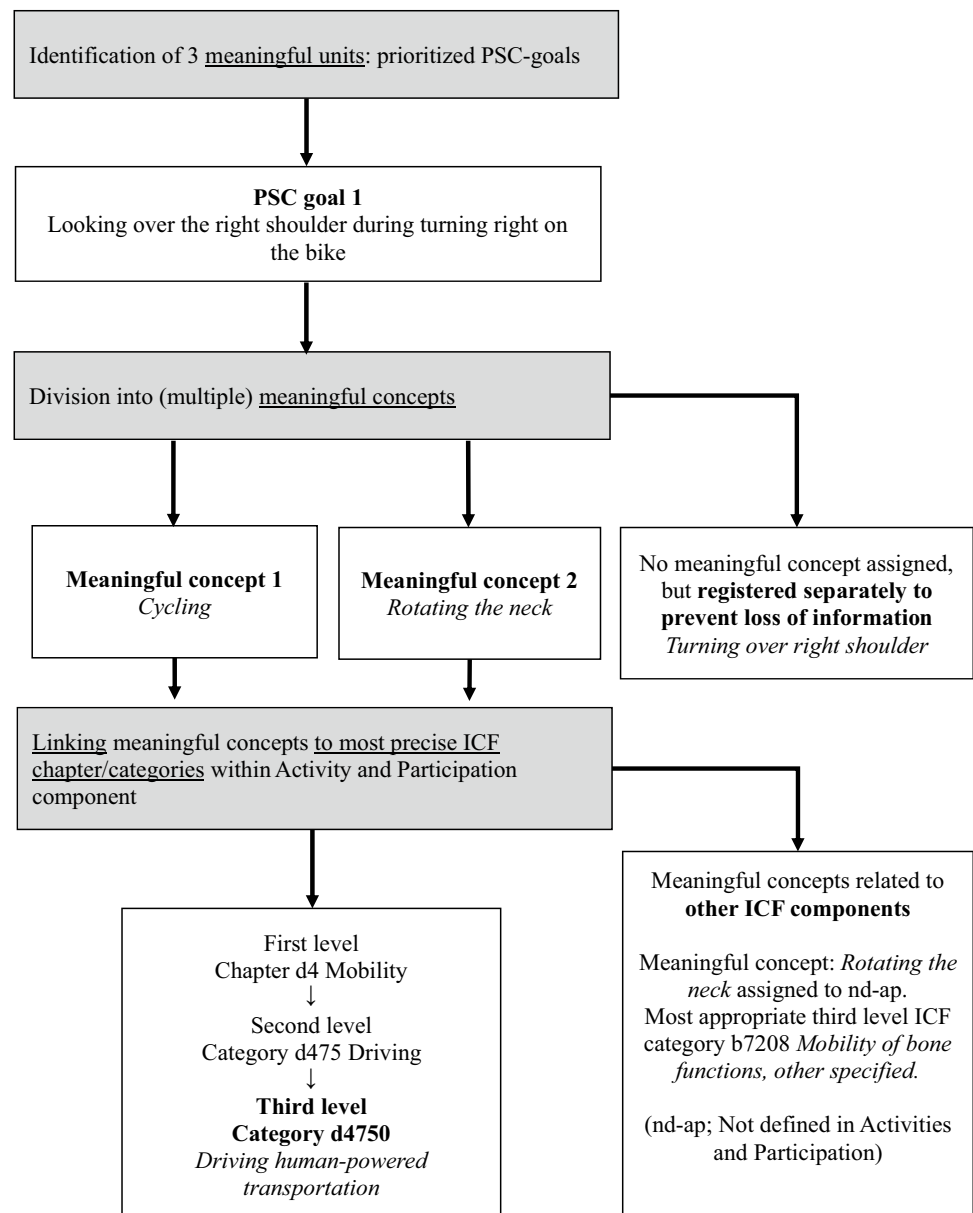 Identification of 3 meaningful units: prioritized PSC-goals
PSC goal 1
Looking over the right shoulder during turning right on
the bike
Division into (multiple) meaningful concepts
Meaningful concept 1
Cycling
Meaningful concept 2
Rotating the neck
No meaningful concept assigned,
but registered separately to
prevent loss of information
Turning over right shoulder
Linking meaningful concepts to most precise ICF
chapter/categories within Activity and Participation
component
First level
Chapter d4 Mobility
↓
Second level
Category d475 Driving
↓
Third level
Category d4750
Driving human-powered
transportation
Meaningful concepts related to
other ICF components
Meaningful concept: Rotating the
neck assigned to nd-ap.
Most appropriate third level ICF
category b7208 Mobility of bone
functions, other specified.
(nd-ap; Not defined in Activities
and Participation)